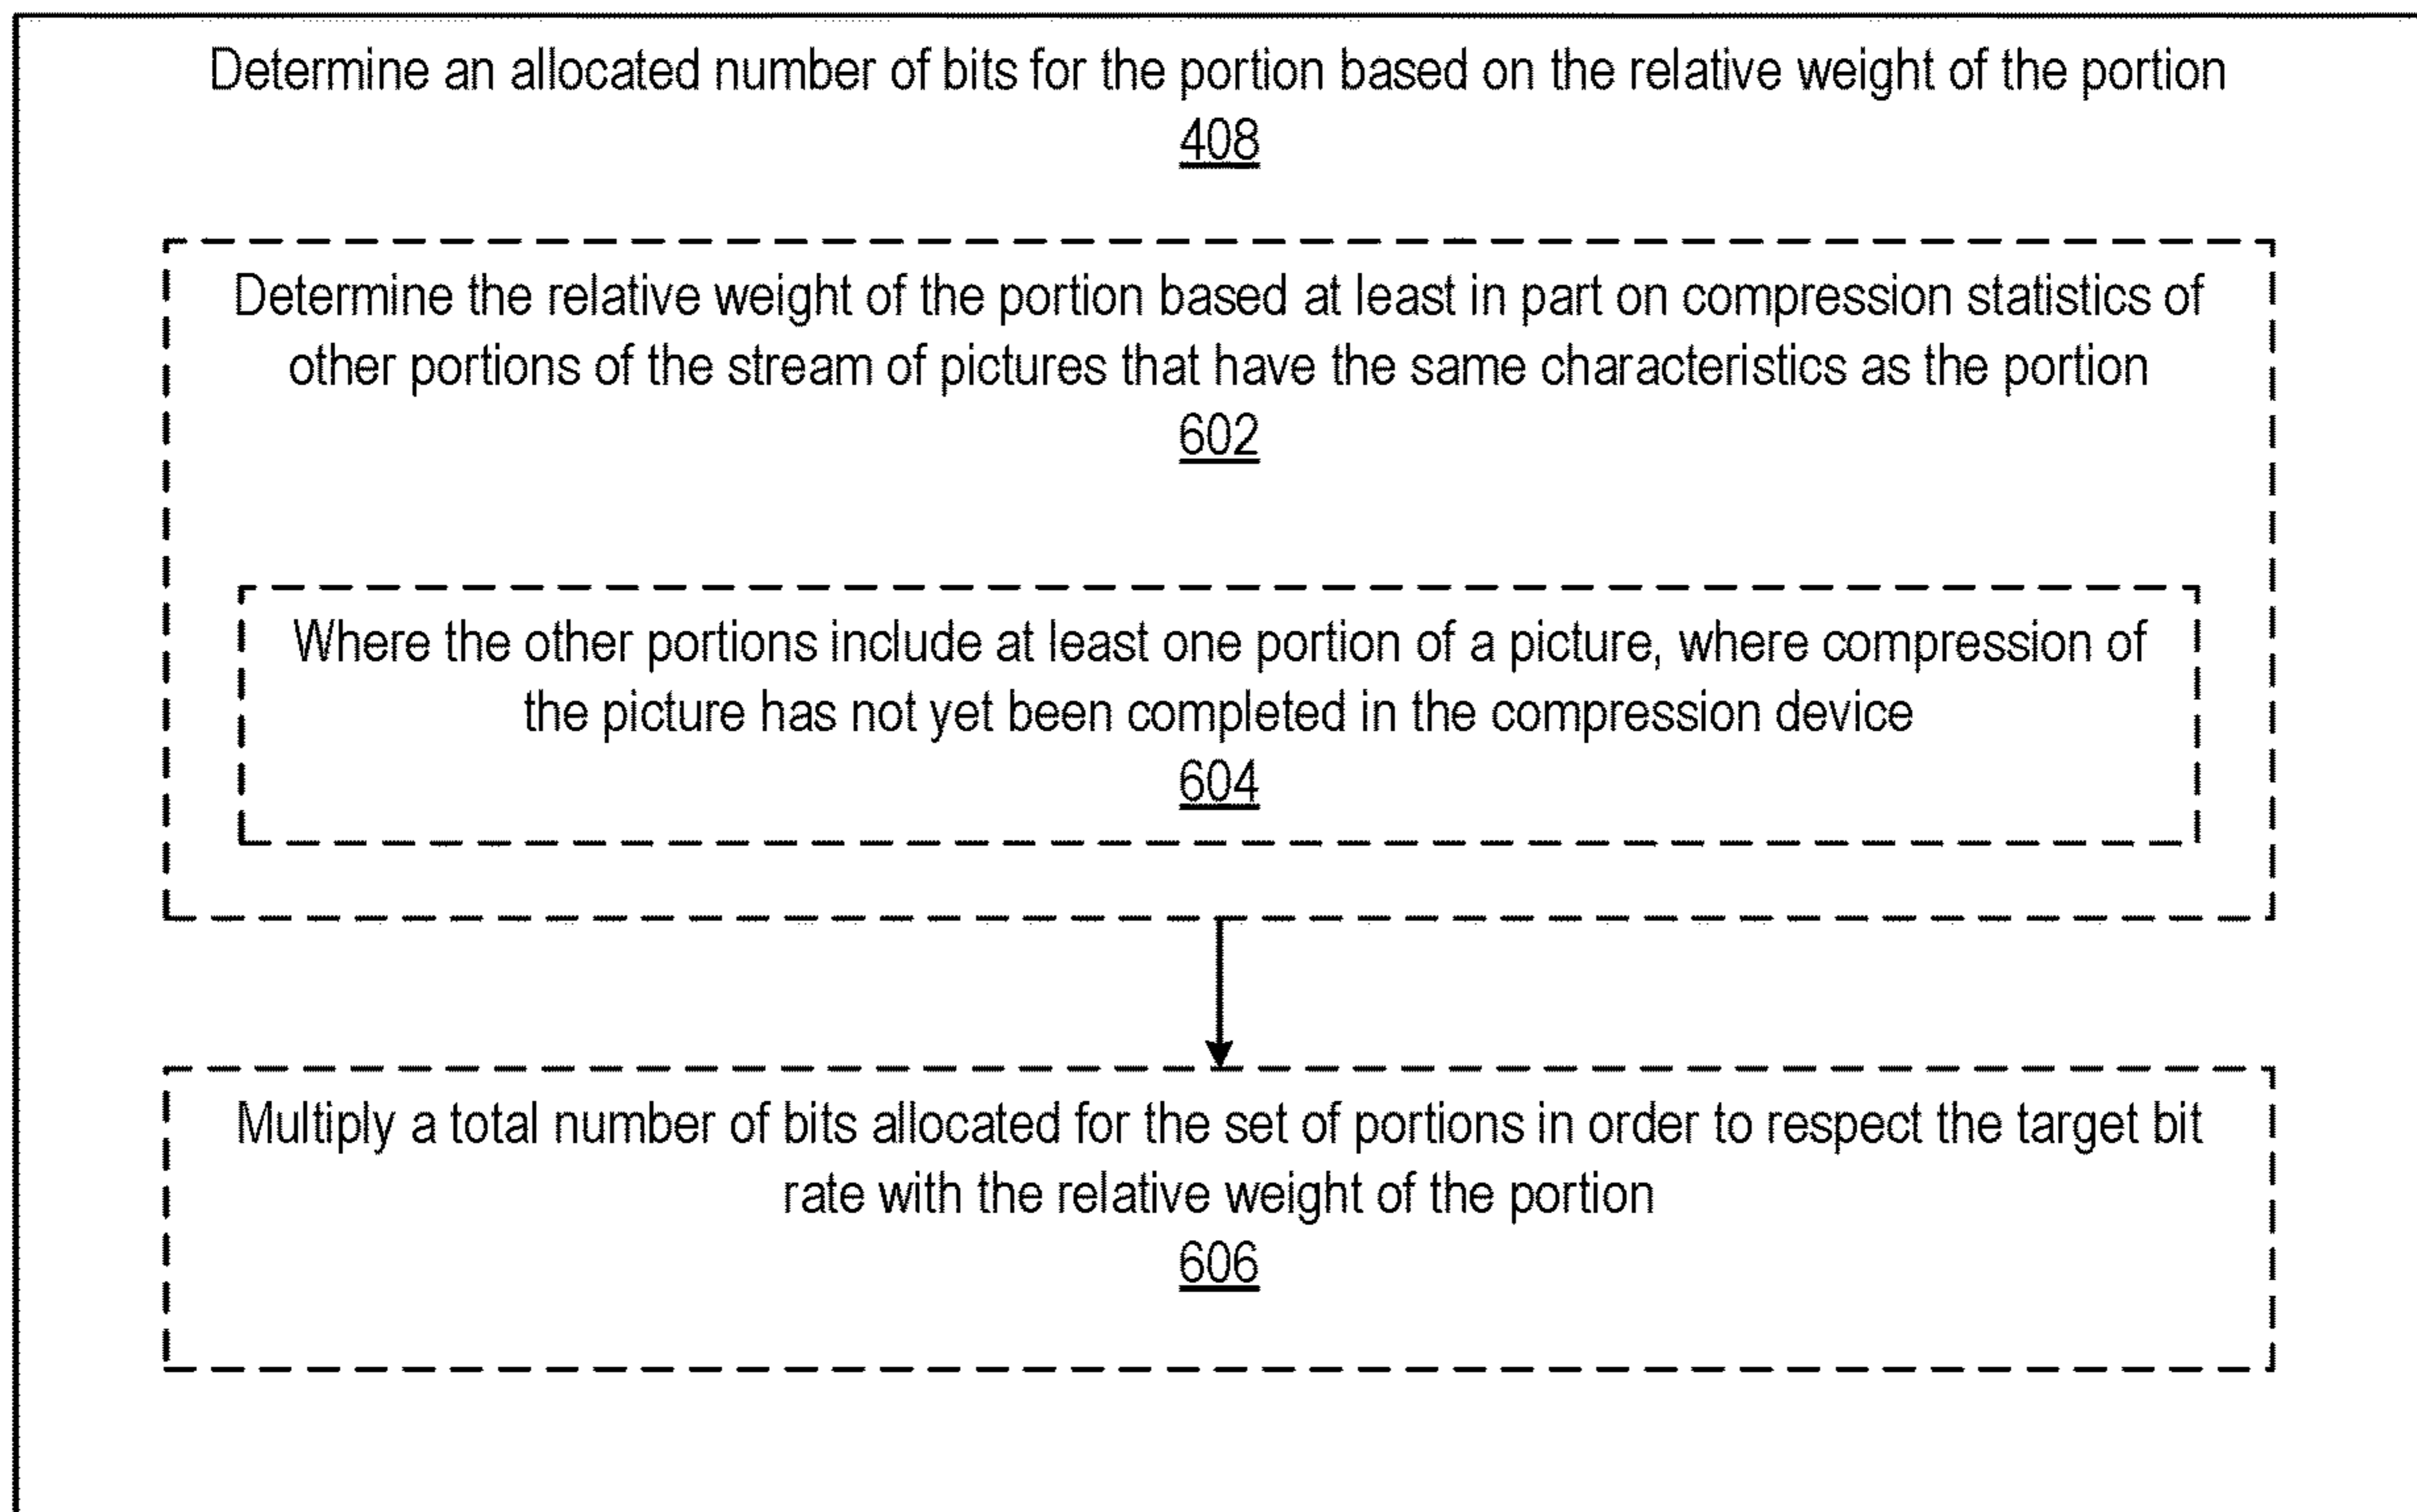 Determine an allocated number of bits for the portion based on the relative weight of the portion
408
Determine the relative weight of the portion based at least in part on compression statistics of
other portions of the stream of pictures that have the same characteristics as the portion
602
Where the other portions include at least one portion of a picture, where compression of
the picture has not yet been completed in the compression device
604
Multiply a total number of bits allocated for the set of portions in order to respect the target bit
rate with the relative weight of the portion
606